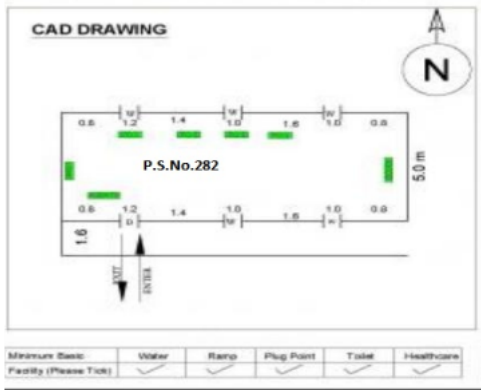 CAD DRAWING
N
W W W
0.8 1.2 1.4 1.0 1.6 1.0 0.8
P.S.No.282
5.0 m
0.8 1.2 1.4 1.0 1.6 1.0 0.8
D W
1.6
EXIT
ENTER
Minimum Basic Water Ramp Plug Point Toilet Healthcare
Facility (Please Tick)